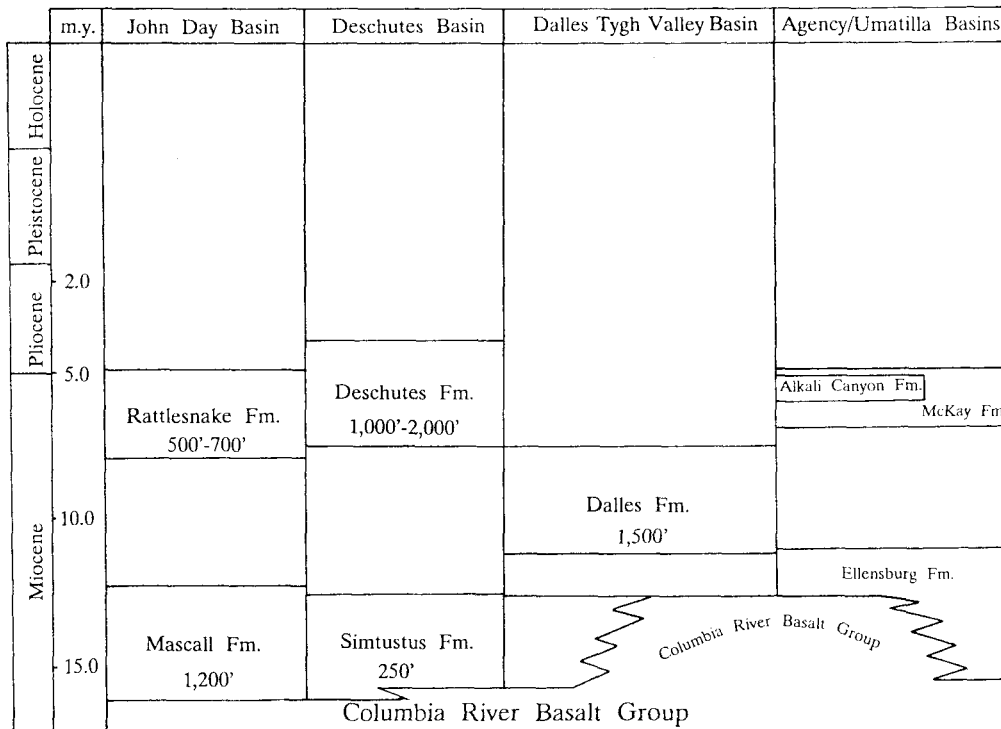 m.y.
John Day Basin
Deschutes Basin
Dalles Tygh Valley Basin
Agency/Umatilla Basins
Holocene
Pleistocene
Pliocene
Miocene
2.0
5.0
10.0
15.0
Rattlesnake Fm.
500'-700'
Mascall Fm.
1,200'
Deschutes Fm.
1,000'-2,000'
Simtustus Fm.
250'
Dalles Fm.
1,500'
Alkali Canyon Fm.
McKay Fm
Ellensburg Fm.
Columbia River Basalt Group
Columbia River Basalt Group